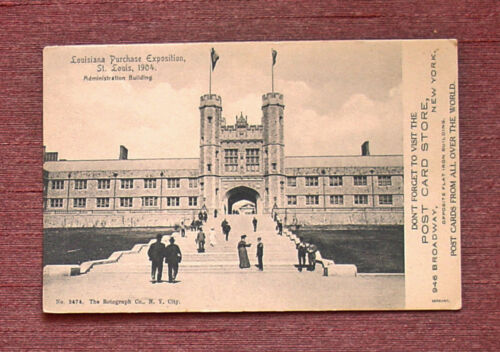 Louisiana Purchase Exposition,
St. Louis, 1904.
Administration Building
No. 3474. The Rotograph Co., N. Y. City.
DON'T FORGET TO VISIT THE
POST CARD STORE,
946 BROADWAY, NEW YORK.
OPPOSITE FLAT IRON BUILDING
POST CARDS FROM ALL OVER THE WORLD.